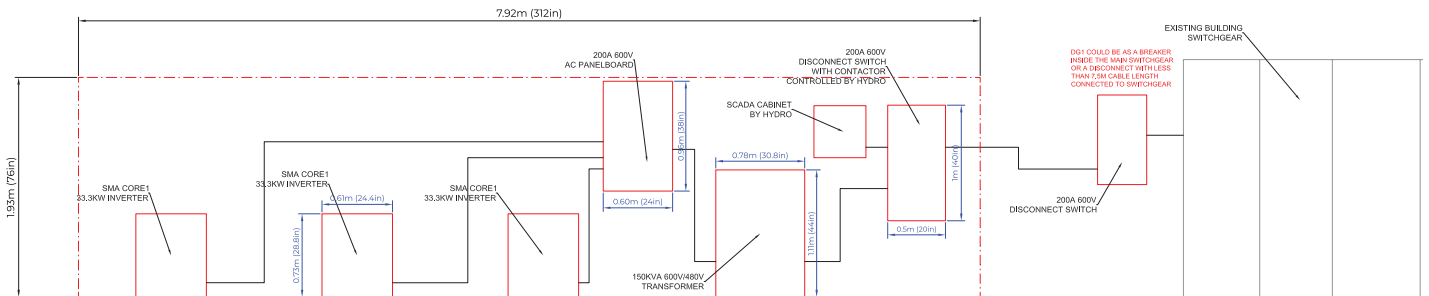 7.92m (312in)
EXISTING BUILDING
SWITCHGEAR
200A 600V
AC PANELBOARD
200A 600V
DISCONNECT SWITCH
WITH CONTACTOR
CONTROLLED BY HYDRO
DG1 COULD BE AS A BREAKER
INSIDE THE MAIN SWITCHGEAR
OR A DISCONNECT WITH LESS
THAN 7.5M CABLE LENGTH
CONNECTED TO SWITCHGEAR
SCADA CABINET
BY HYDRO
0.96m (38in)
1.93m (76in)
0.78m (30.8in)
1m (40in)
SMA CORE1
33.3KW INVERTER
SMA CORE1
33.3KW INVERTER
0.61m (24.4in)
SMA CORE1
33.3KW INVERTER
0.60m (24in)
200A 600V
DISCONNECT SWITCH
0.73m (28.8in)
1.11m (44in)
0.5m (20in)
150KVA 600V/480V
TRANSFORMER